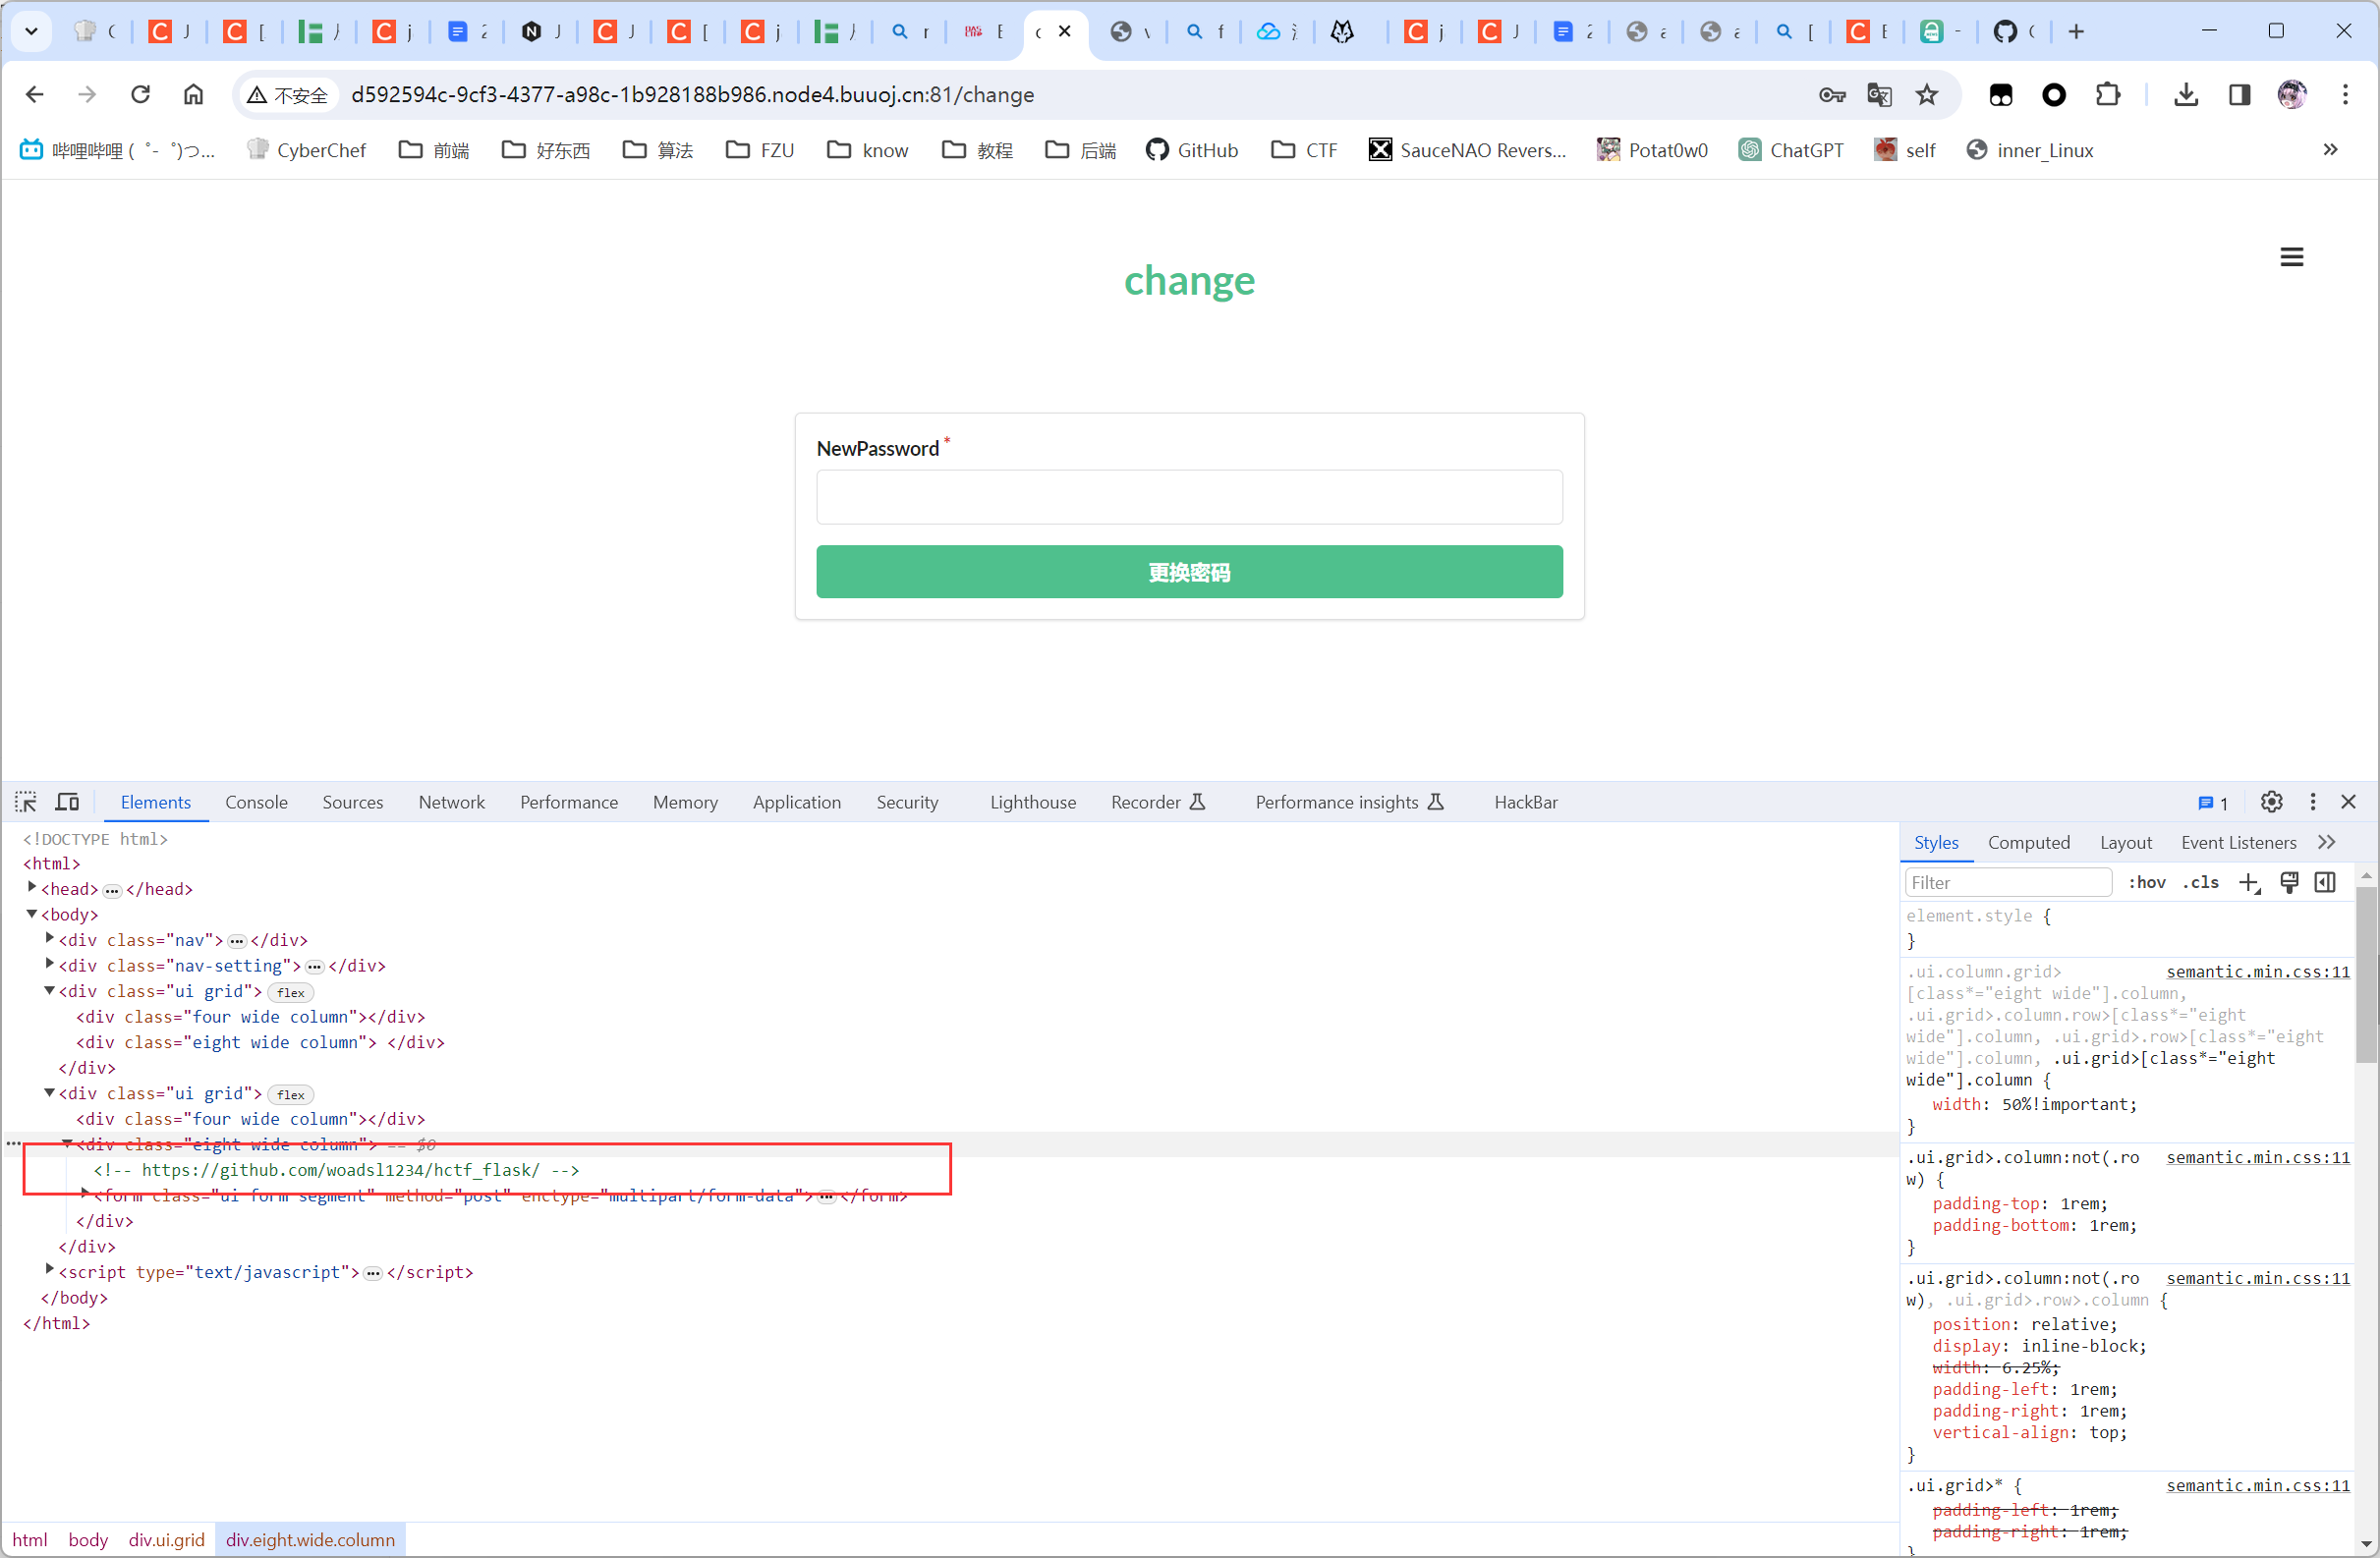 不安全 d592594c-9cf3-4377-a98c-1b928188b986.node4.buuoj.cn:81/change
哔哩哔哩 (゜-゜)つ... CyberChef 前端 好东西 算法 FZU know 教程 后端 GitHub CTF SauceNAO Revers... Potat0w0 ChatGPT self inner_Linux
change
NewPassword *
更换密码
Elements Console Sources Network Performance Memory Application Security Lighthouse Recorder Performance insights HackBar 1
<!DOCTYPE html>
<html>
<head>…</head>
<body>
<div class="nav">…</div>
<div class="nav-setting">…</div>
<div class="ui grid"> flex
<div class="four wide column"></div>
<div class="eight wide column"> </div>
</div>
<div class="ui grid"> flex
<div class="four wide column"></div>
<div class="eight wide column"> == $0
<!-- https://github.com/woadsl1234/hctf_flask/ -->
<form class="ui form segment" method="post" enctype="multipart/form-data">…</form>
</div>
</div>
<script type="text/javascript">…</script>
</body>
</html>
html body div.ui.grid div.eight.wide.column
Styles Computed Layout Event Listeners
Filter :hov .cls
element.style {
}
.ui.column.grid> semantic.min.css:11
[class*="eight wide"].column,
.ui.grid>.column.row>[class*="eight
wide"].column, .ui.grid>.row>[class*="eight
wide"].column, .ui.grid>[class*="eight
wide"].column {
width: 50%!important;
}
.ui.grid>.column:not(.ro semantic.min.css:11
w) {
padding-top: 1rem;
padding-bottom: 1rem;
}
.ui.grid>.column:not(.ro semantic.min.css:11
w), .ui.grid>.row>.column {
position: relative;
display: inline-block;
width: 6.25%;
padding-left: 1rem;
padding-right: 1rem;
vertical-align: top;
}
.ui.grid>* { semantic.min.css:11
padding-left: 1rem;
padding-right: 1rem;
}